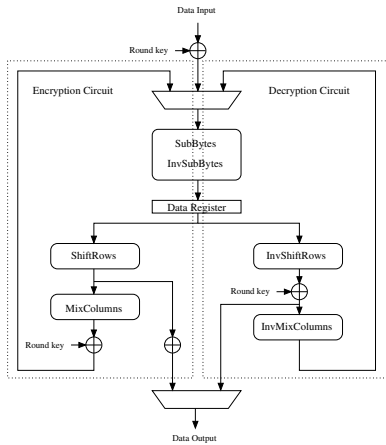 Data Input
Round key
Encryption Circuit
Decryption Circuit
SubBytes
InvSubBytes
Data Register
ShiftRows
InvShiftRows
Round key
MixColumns
InvMixColumns
Round key
Data Output